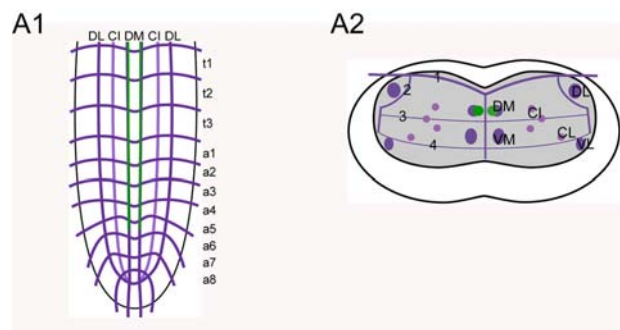 A1
DL CI DM CI DL
t1
t2
t3
a1
a2
a3
a4
a5
a6
a7
a8
A2
1
2
DL
DM
3
CI
CL
4
VM
VL